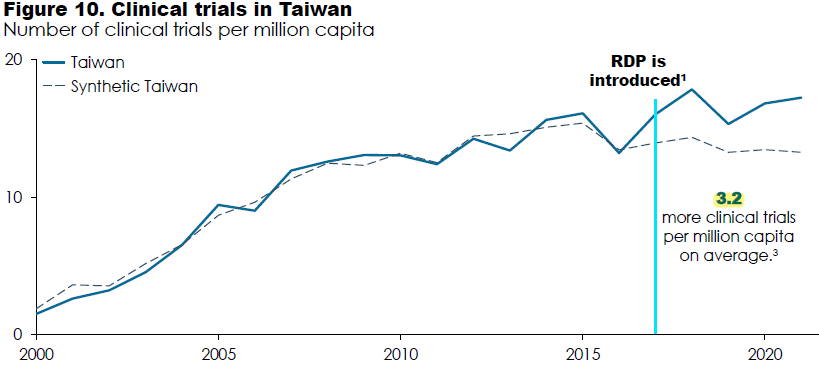 Figure 10. Clinical trials in Taiwan
Number of clinical trials per million capita
20
Taiwan
Synthetic Taiwan
RDP is
introduced¹
10
3.2
more clinical trials
per million capita
on average.³
0
2000
2005
2010
2015
2020